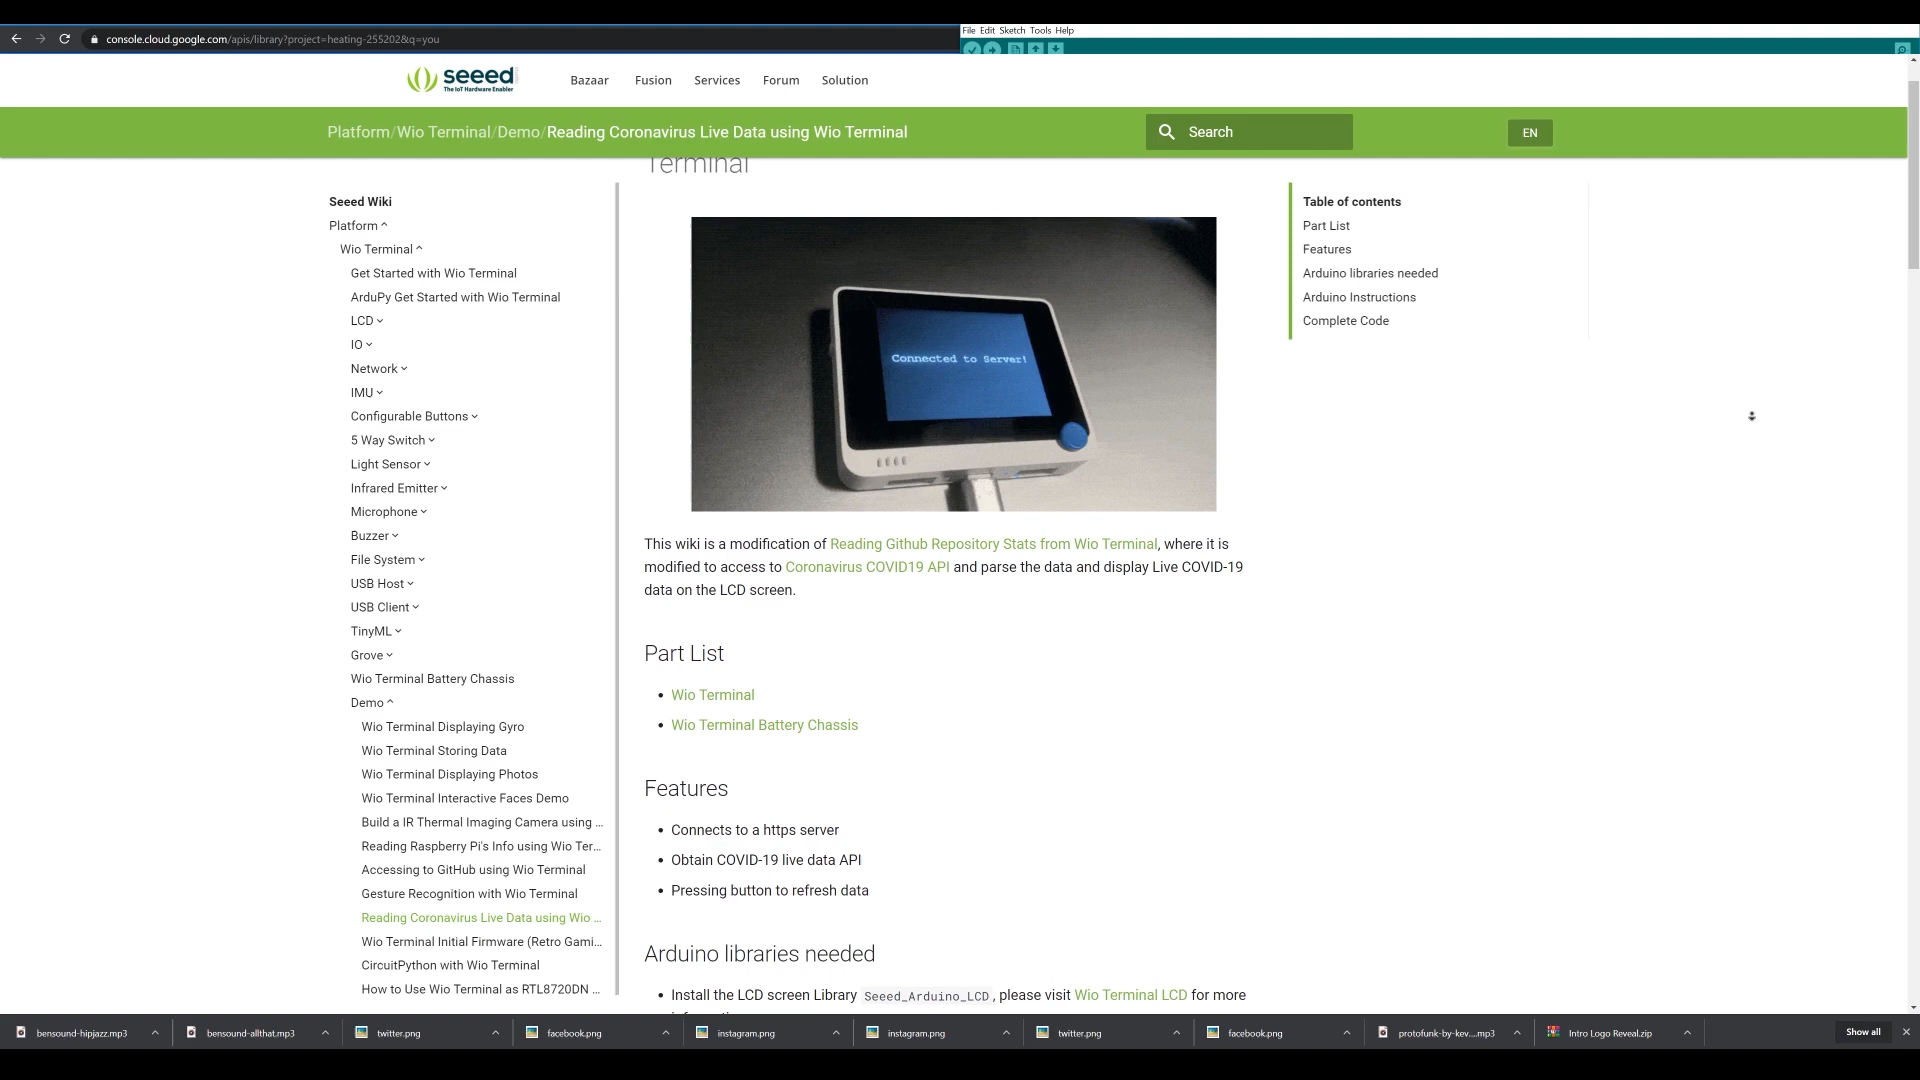 console.cloud.google.com/apis/library?project=heating-255202&q=you
File Edit Sketch Tools Help
seeed
The IoT Hardware Enabler
Bazaar Fusion Services Forum Solution
Platform/Wio Terminal/Demo/Reading Coronavirus Live Data using Wio Terminal
Search
EN
Terminal
Seeed Wiki
Platform
Wio Terminal
Get Started with Wio Terminal
ArduPy Get Started with Wio Terminal
LCD
IO
Network
IMU
Configurable Buttons
5 Way Switch
Light Sensor
Infrared Emitter
Microphone
Buzzer
File System
USB Host
USB Client
TinyML
Grove
Wio Terminal Battery Chassis
Demo
Wio Terminal Displaying Gyro
Wio Terminal Storing Data
Wio Terminal Displaying Photos
Wio Terminal Interactive Faces Demo
Build a IR Thermal Imaging Camera using ...
Reading Raspberry Pi's Info using Wio Ter...
Accessing to GitHub using Wio Terminal
Gesture Recognition with Wio Terminal
Reading Coronavirus Live Data using Wio ...
Wio Terminal Initial Firmware (Retro Gami...
CircuitPython with Wio Terminal
How to Use Wio Terminal as RTL8720DN ...
Connected to Server!
This wiki is a modification of Reading Github Repository Stats from Wio Terminal, where it is
modified to access to Coronavirus COVID19 API and parse the data and display Live COVID-19
data on the LCD screen.
Part List
Wio Terminal
Wio Terminal Battery Chassis
Features
Connects to a https server
Obtain COVID-19 live data API
Pressing button to refresh data
Arduino libraries needed
Install the LCD screen Library Seeed_Arduino_LCD, please visit Wio Terminal LCD for more
Table of contents
Part List
Features
Arduino libraries needed
Arduino Instructions
Complete Code
bensound-hipjazz.mp3
bensound-allthat.mp3
twitter.png
facebook.png
instagram.png
instagram.png
twitter.png
facebook.png
protofunk-by-kev....mp3
Intro Logo Reveal.zip
Show all